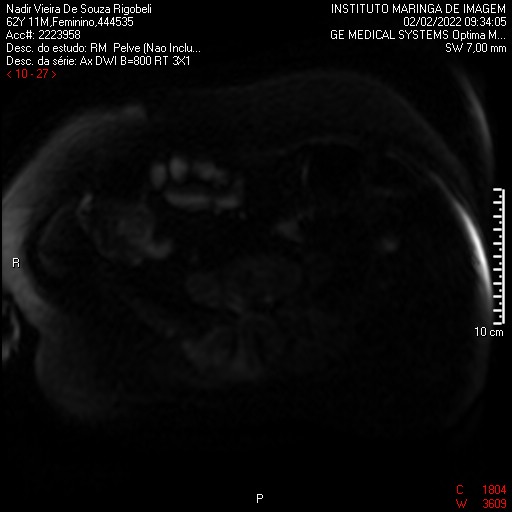 Nadir Vieira De Souza Rigobeli
62Y 11M,Feminino,444535
Acc#: 2223958
Desc. do estudo: RM Pelve (Nao Inclu...
Desc. da série: Ax DWI B=800 RT 3X1
< 10 - 27 >
INSTITUTO MARINGA DE IMAGEM
02/02/2022 09:34:05
GE MEDICAL SYSTEMS Optima M...
SW 7,00 mm
R
10 cm
P
C 1804
W 3609